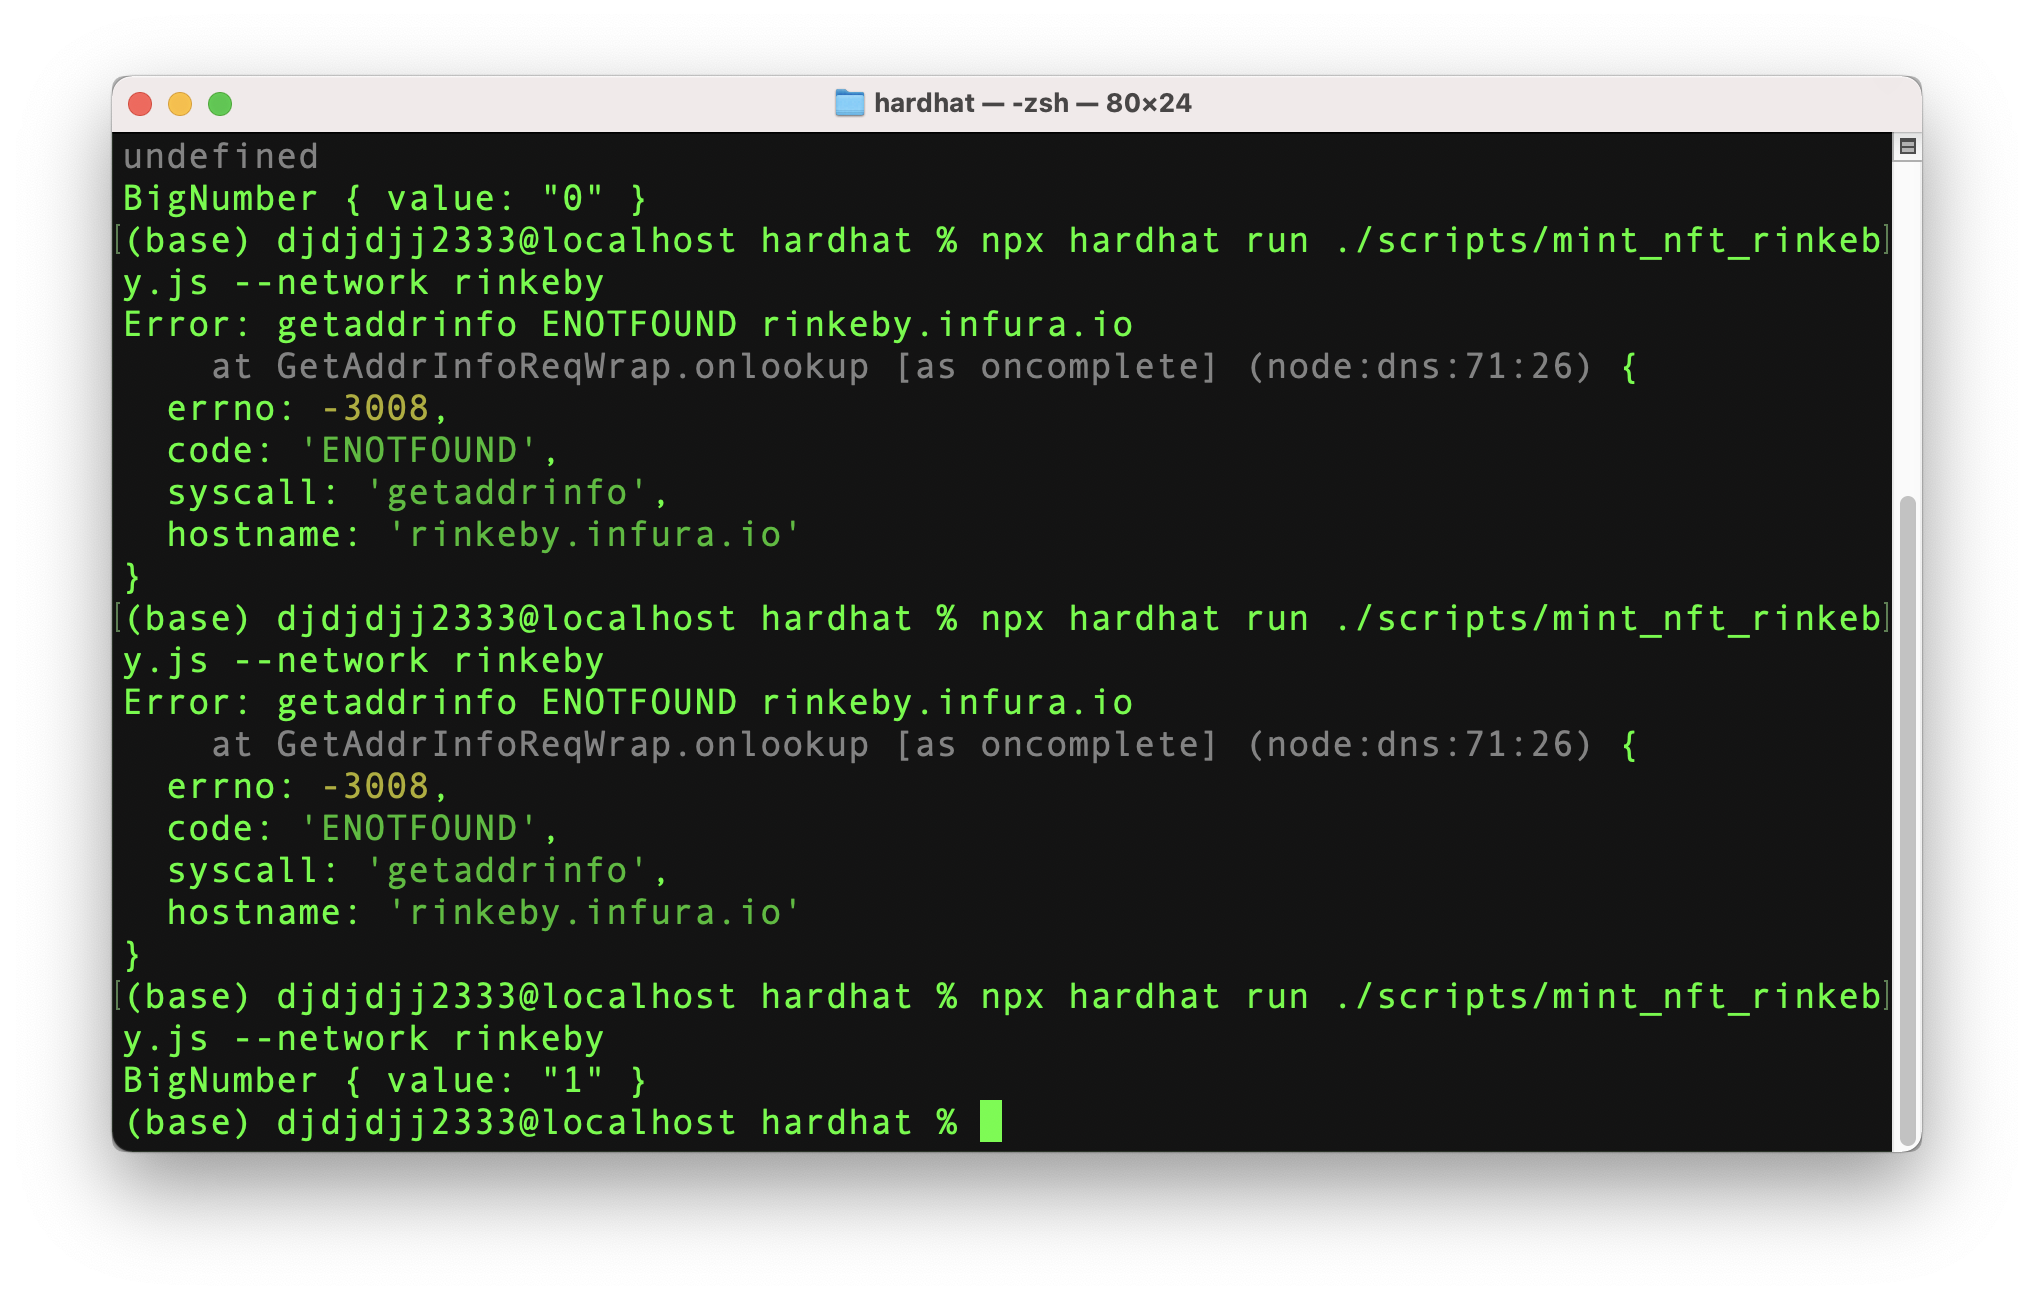 hardhat — -zsh — 80×24
undefined
BigNumber { value: "0" }
[(base) djdjdjj2333@localhost hardhat % npx hardhat run ./scripts/mint_nft_rinkeb]
y.js --network rinkeby
Error: getaddrinfo ENOTFOUND rinkeby.infura.io
    at GetAddrInfoReqWrap.onlookup [as oncomplete] (node:dns:71:26) {
  errno: -3008,
  code: 'ENOTFOUND',
  syscall: 'getaddrinfo',
  hostname: 'rinkeby.infura.io'
}
[(base) djdjdjj2333@localhost hardhat % npx hardhat run ./scripts/mint_nft_rinkeb]
y.js --network rinkeby
Error: getaddrinfo ENOTFOUND rinkeby.infura.io
    at GetAddrInfoReqWrap.onlookup [as oncomplete] (node:dns:71:26) {
  errno: -3008,
  code: 'ENOTFOUND',
  syscall: 'getaddrinfo',
  hostname: 'rinkeby.infura.io'
}
[(base) djdjdjj2333@localhost hardhat % npx hardhat run ./scripts/mint_nft_rinkeb]
y.js --network rinkeby
BigNumber { value: "1" }
(base) djdjdjj2333@localhost hardhat %